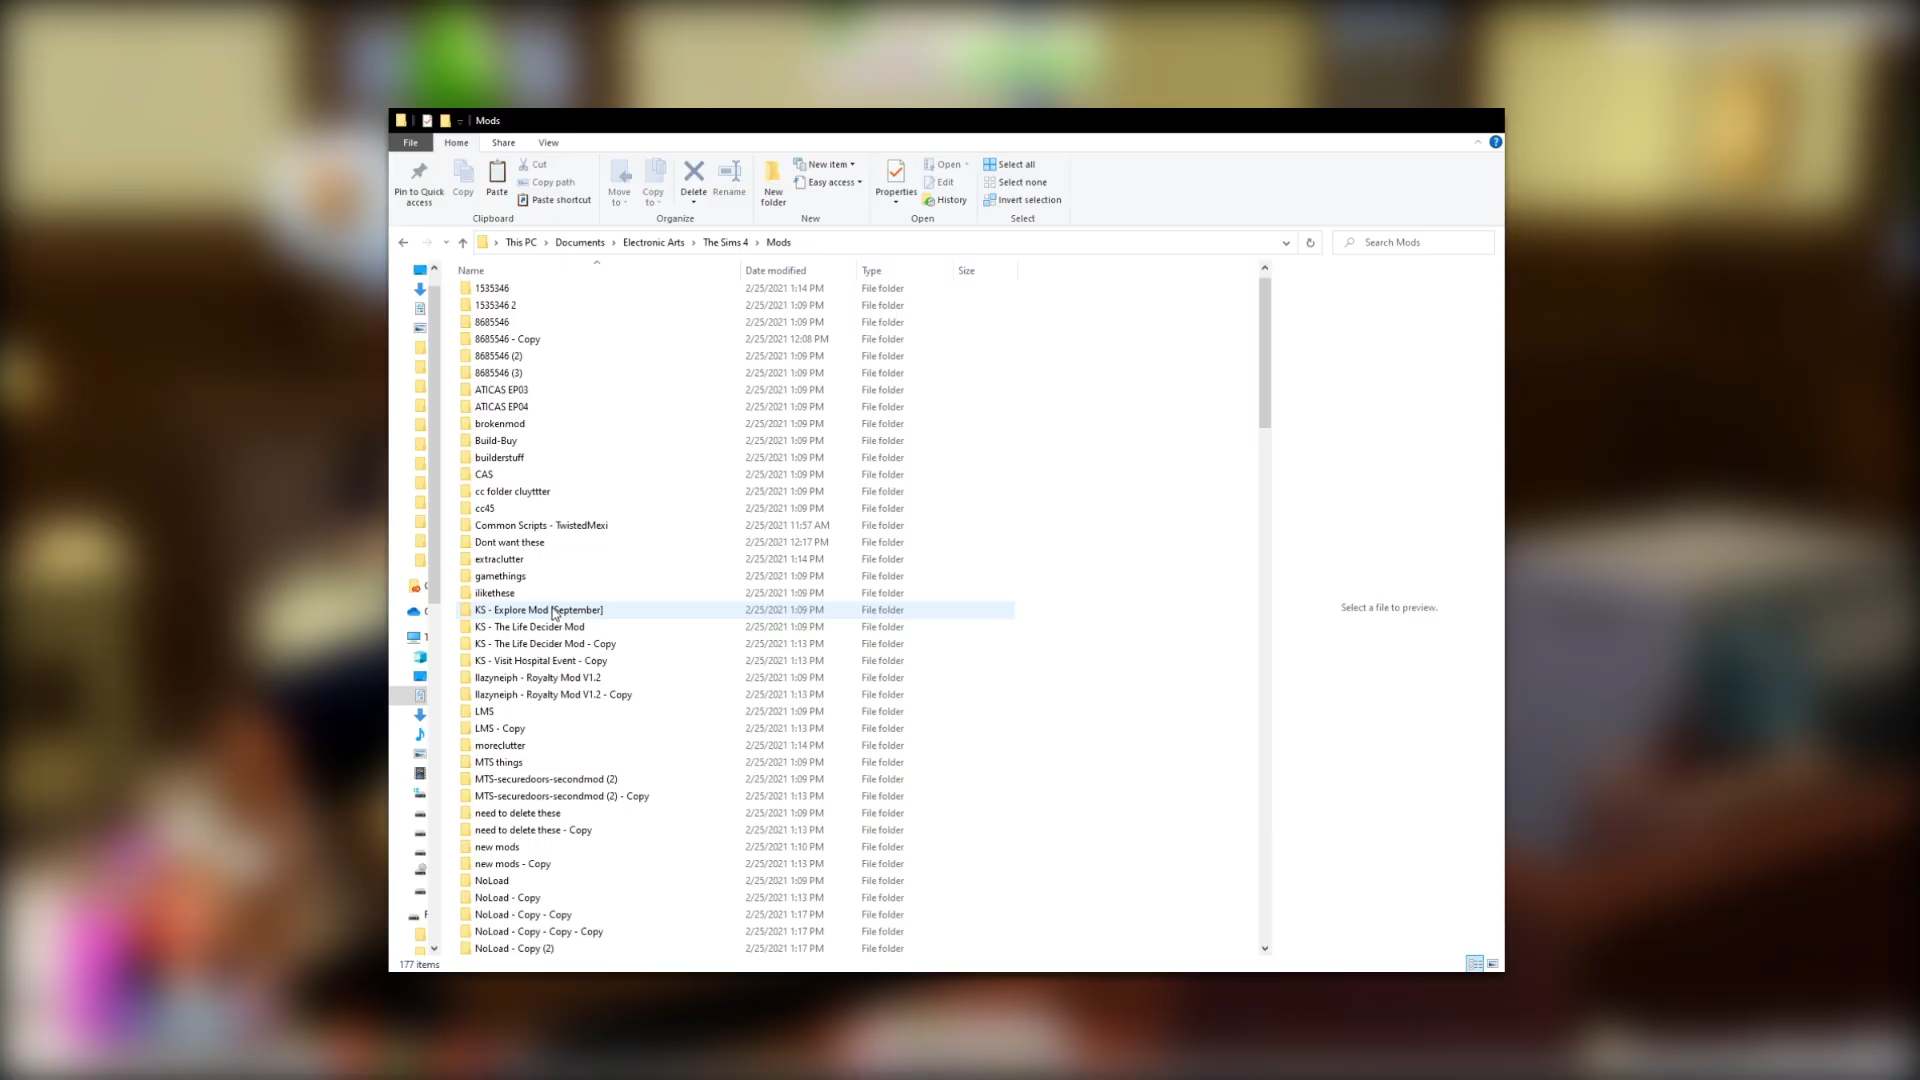 Mods
File Home Share View
Pin to Quick access
Copy
Paste
Cut
Copy path
Paste shortcut
Clipboard
Move to
Copy to
Delete
Rename
Organize
New folder
New item
Easy access
New
Properties
Open
Edit
History
Open
Select all
Select none
Invert selection
Select
This PC > Documents > Electronic Arts > The Sims 4 > Mods
Search Mods
Name Date modified Type Size
1535346 2/25/2021 1:14 PM File folder
1535346 2 2/25/2021 1:09 PM File folder
8685546 2/25/2021 1:09 PM File folder
8685546 - Copy 2/25/2021 12:08 PM File folder
8685546 (2) 2/25/2021 1:09 PM File folder
8685546 (3) 2/25/2021 1:09 PM File folder
ATICAS EP03 2/25/2021 1:09 PM File folder
ATICAS EP04 2/25/2021 1:09 PM File folder
brokenmod 2/25/2021 1:09 PM File folder
Build-Buy 2/25/2021 1:09 PM File folder
builderstuff 2/25/2021 1:09 PM File folder
CAS 2/25/2021 1:09 PM File folder
cc folder cluyttter 2/25/2021 1:09 PM File folder
cc45 2/25/2021 1:09 PM File folder
Common Scripts - TwistedMexi 2/25/2021 11:57 AM File folder
Dont want these 2/25/2021 12:17 PM File folder
extraclutter 2/25/2021 1:14 PM File folder
gamethings 2/25/2021 1:09 PM File folder
ilikethese 2/25/2021 1:09 PM File folder
KS - Explore Mod [September] 2/25/2021 1:09 PM File folder
KS - The Life Decider Mod 2/25/2021 1:09 PM File folder
KS - The Life Decider Mod - Copy 2/25/2021 1:13 PM File folder
KS - Visit Hospital Event - Copy 2/25/2021 1:13 PM File folder
llazyneiph - Royalty Mod V1.2 2/25/2021 1:09 PM File folder
llazyneiph - Royalty Mod V1.2 - Copy 2/25/2021 1:13 PM File folder
LMS 2/25/2021 1:09 PM File folder
LMS - Copy 2/25/2021 1:13 PM File folder
moreclutter 2/25/2021 1:14 PM File folder
MTS things 2/25/2021 1:09 PM File folder
MTS-securedoors-secondmod (2) 2/25/2021 1:09 PM File folder
MTS-securedoors-secondmod (2) - Copy 2/25/2021 1:13 PM File folder
need to delete these 2/25/2021 1:09 PM File folder
need to delete these - Copy 2/25/2021 1:13 PM File folder
new mods 2/25/2021 1:10 PM File folder
new mods - Copy 2/25/2021 1:13 PM File folder
NoLoad 2/25/2021 1:09 PM File folder
NoLoad - Copy 2/25/2021 1:13 PM File folder
NoLoad - Copy - Copy 2/25/2021 1:17 PM File folder
NoLoad - Copy - Copy - Copy 2/25/2021 1:17 PM File folder
NoLoad - Copy (2) 2/25/2021 1:17 PM File folder
Select a file to preview.
177 items